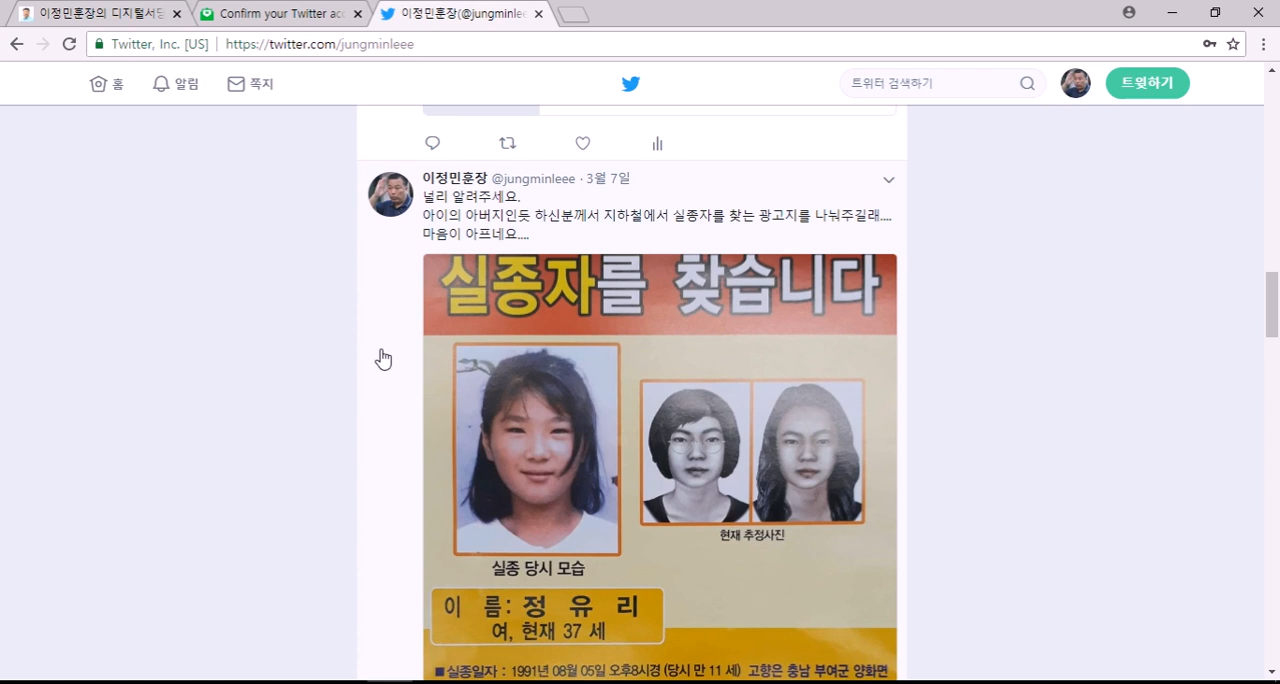 이정민훈장의 디지털서당
Confirm your Twitter acc
이정민훈장(@jungminlee
Twitter, Inc. [US]
https://twitter.com/jungminleee
홈
알림
쪽지
트위터 검색하기
트윗하기
이정민훈장 @jungminleee · 3월 7일
널리 알려주세요.
아이의 아버지인듯 하신분께서 지하철에서 실종자를 찾는 광고지를 나눠주길래....
마음이 아프네요....
실종자를 찾습니다
실종 당시 모습
현재 추정사진
이 름: 정 유 리
여, 현재 37 세
■실종일자 : 1991년 08월 05일 오후8시경 (당시 만 11 세) 고향은 충남 부여군 양화면